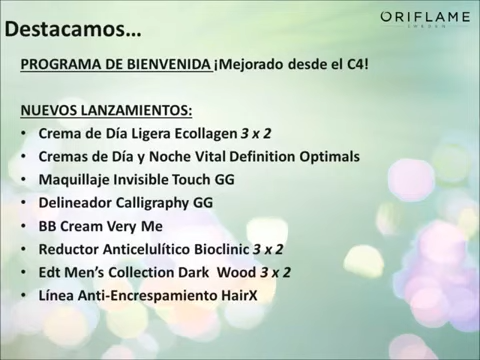 ORIFLAME
SWEDEN
Destacamos...
PROGRAMA DE BIENVENIDA ¡Mejorado desde el C4!
NUEVOS LANZAMIENTOS:
• Crema de Día Ligera Ecollagen 3 x 2
• Cremas de Día y Noche Vital Definition Optimals
• Maquillaje Invisible Touch GG
• Delineador Calligraphy GG
• BB Cream Very Me
• Reductor Anticelulítico Bioclinic 3 x 2
• Edt Men's Collection Dark Wood 3 x 2
• Línea Anti-Encrespamiento HairX